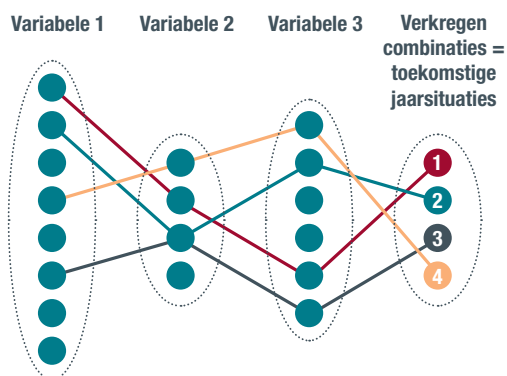 Variabele 1
Variabele 2
Variabele 3
Verkregen
combinaties =
toekomstige
jaarsituaties
1
2
3
4